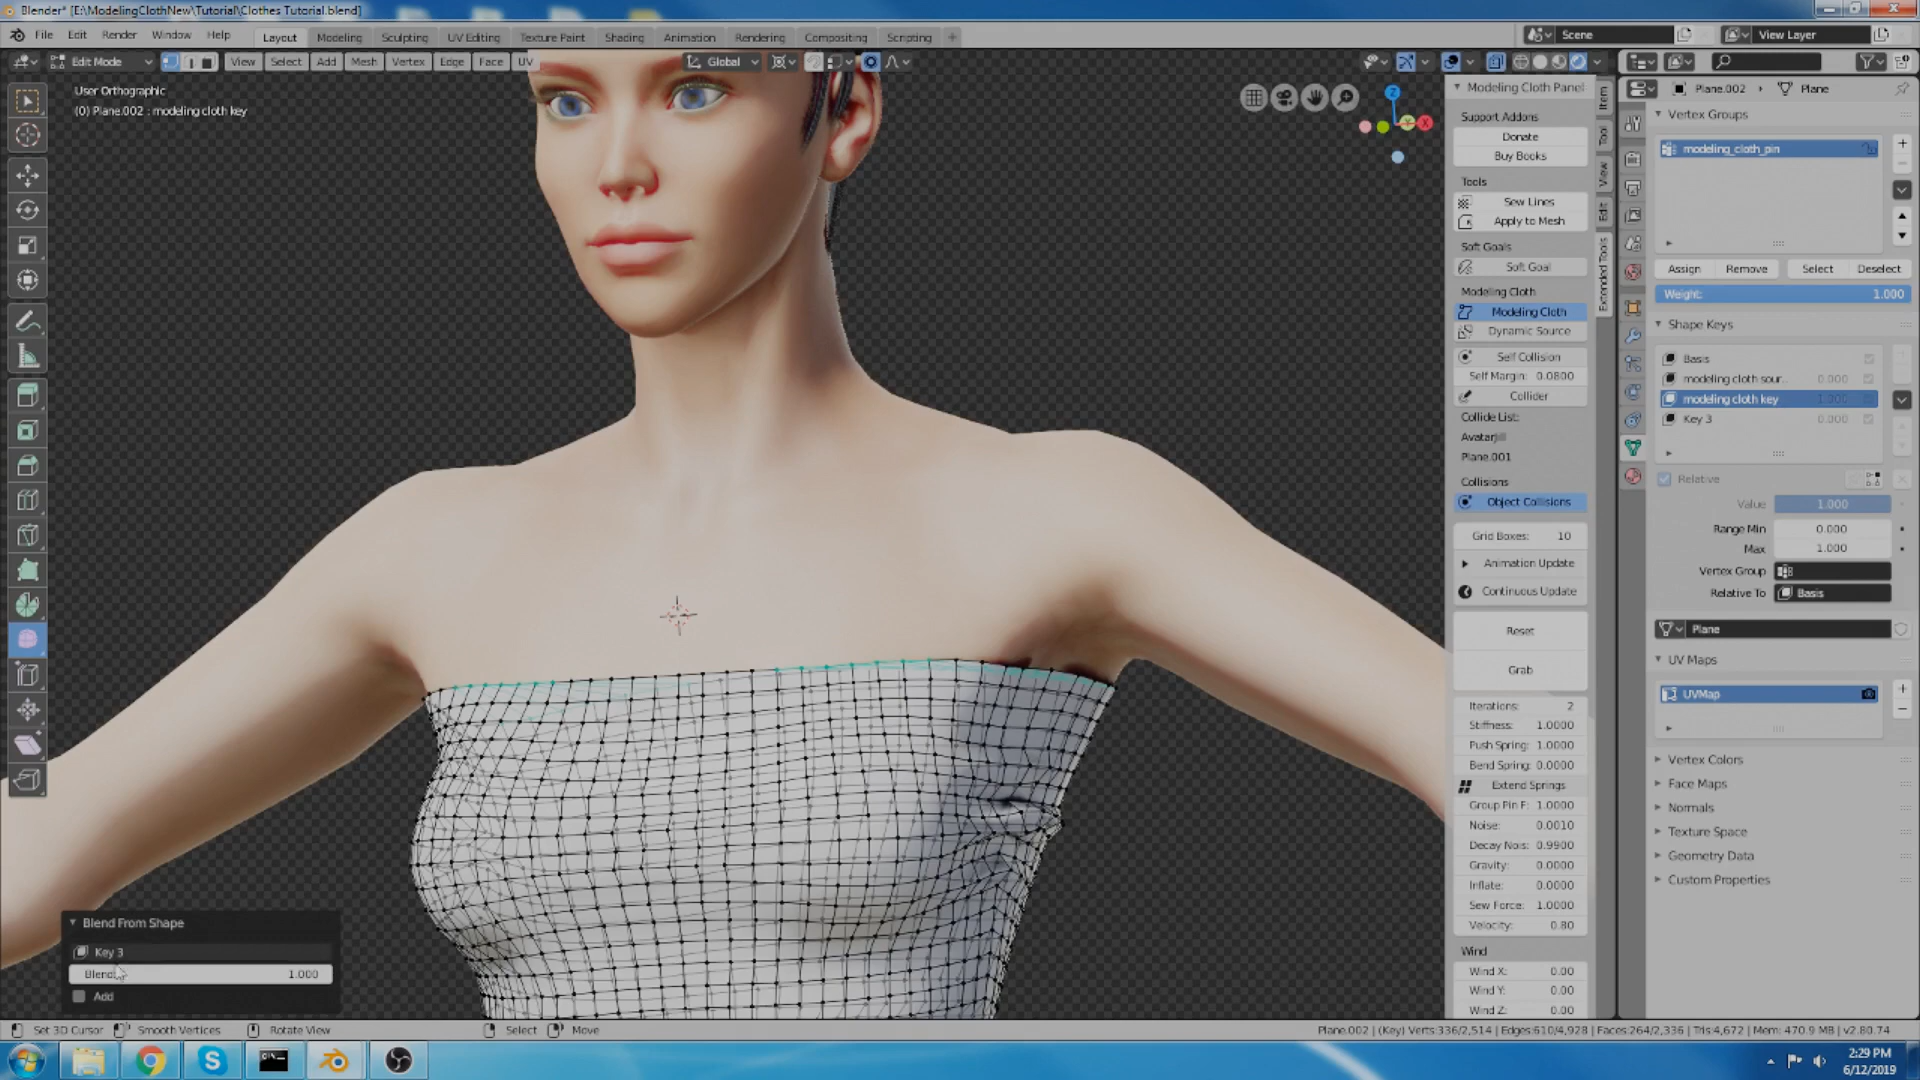 Blender* [E:\ModelingClothNew\Tutorial\Clothes Tutorial.blend]
File Edit Render Window Help Layout Modeling Sculpting UV Editing Texture Paint Shading Animation Rendering Compositing Scripting + Scene View Layer
Edit Mode View Select Add Mesh Vertex Edge Face UV Global
User Orthographic
(0) Plane.002 : modeling cloth key
Z
Y
X
Modeling Cloth Panel
Support Addons
Donate
Buy Books
Tools
Sew Lines
Apply to Mesh
Soft Goals
Soft Goal
Modeling Cloth
Modeling Cloth
Dynamic Source
Self Collision
Self Margin: 0.0800
Collider
Collide List:
Avatar
Plane.001
Collisions
Object Collisions
Grid Boxes: 10
Animation Update
Continuous Update
Reset
Grab
Iterations: 2
Stiffness: 1.0000
Push Spring: 1.0000
Bend Spring: 0.0000
Extend Springs
Group Pin F: 1.0000
Noise: 0.0010
Decay Nois: 0.9900
Gravity: 0.0000
Inflate: 0.0000
Sew Force: 1.0000
Velocity: 0.80
Wind
Wind X: 0.00
Wind Y: 0.00
Wind Z: 0.00
Item
Tool
View
Edit
Extended Tools
Plane.002 Plane
Vertex Groups
modeling_cloth_pin
Assign Remove Select Deselect
Weight: 1.000
Shape Keys
Basis
modeling cloth sour.. 0.000
modeling cloth key 1.000
Key 3 0.000
Relative
Value 1.000
Range Min 0.000
Max 1.000
Vertex Group
Relative To Basis
Plane
UV Maps
UVMap
Vertex Colors
Face Maps
Normals
Texture Space
Geometry Data
Custom Properties
Blend From Shape
Key 3
Blend: 1.000
Add
Set 3D Cursor Smooth Vertices Rotate View Select Move Plane.002 | (Key) Verts:336/2,514 | Edges:610/4,928 | Faces:264/2,336 | Tris:4,672 | Mem: 470.9 MB | v2.80.74
2:29 PM
6/12/2019